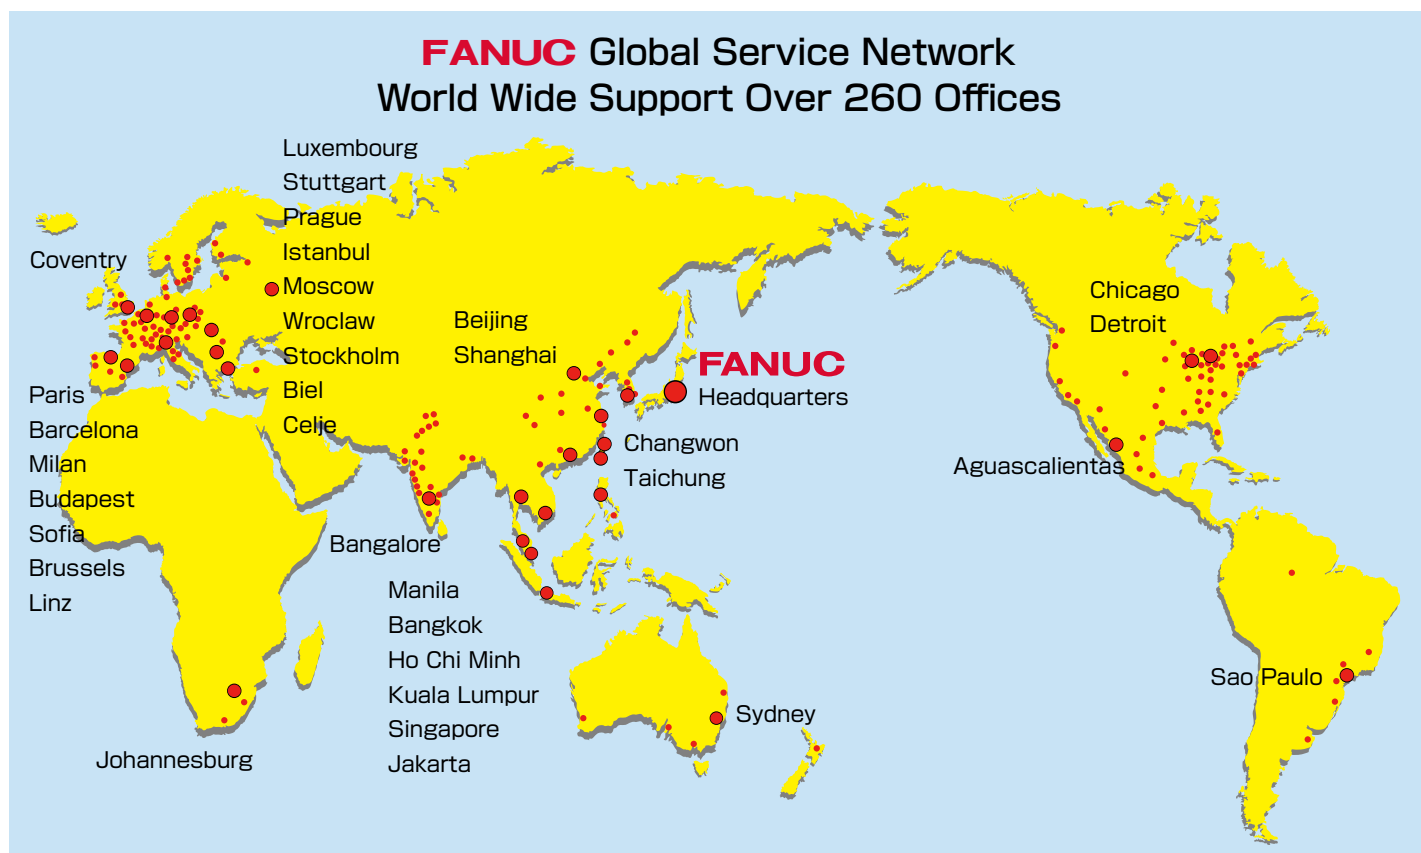 FANUC Global Service Network
World Wide Support Over 260 Offices
Luxembourg
Stuttgart
Prague
Istanbul
Moscow
Wroclaw
Stockholm
Biel
Celje
Coventry
Paris
Barcelona
Milan
Budapest
Sofia
Brussels
Linz
Beijing
Shanghai
FANUC
Headquarters
Changwon
Taichung
Bangalore
Manila
Bangkok
Ho Chi Minh
Kuala Lumpur
Singapore
Jakarta
Johannesburg
Sydney
Chicago
Detroit
Aguascalientas
Sao Paulo